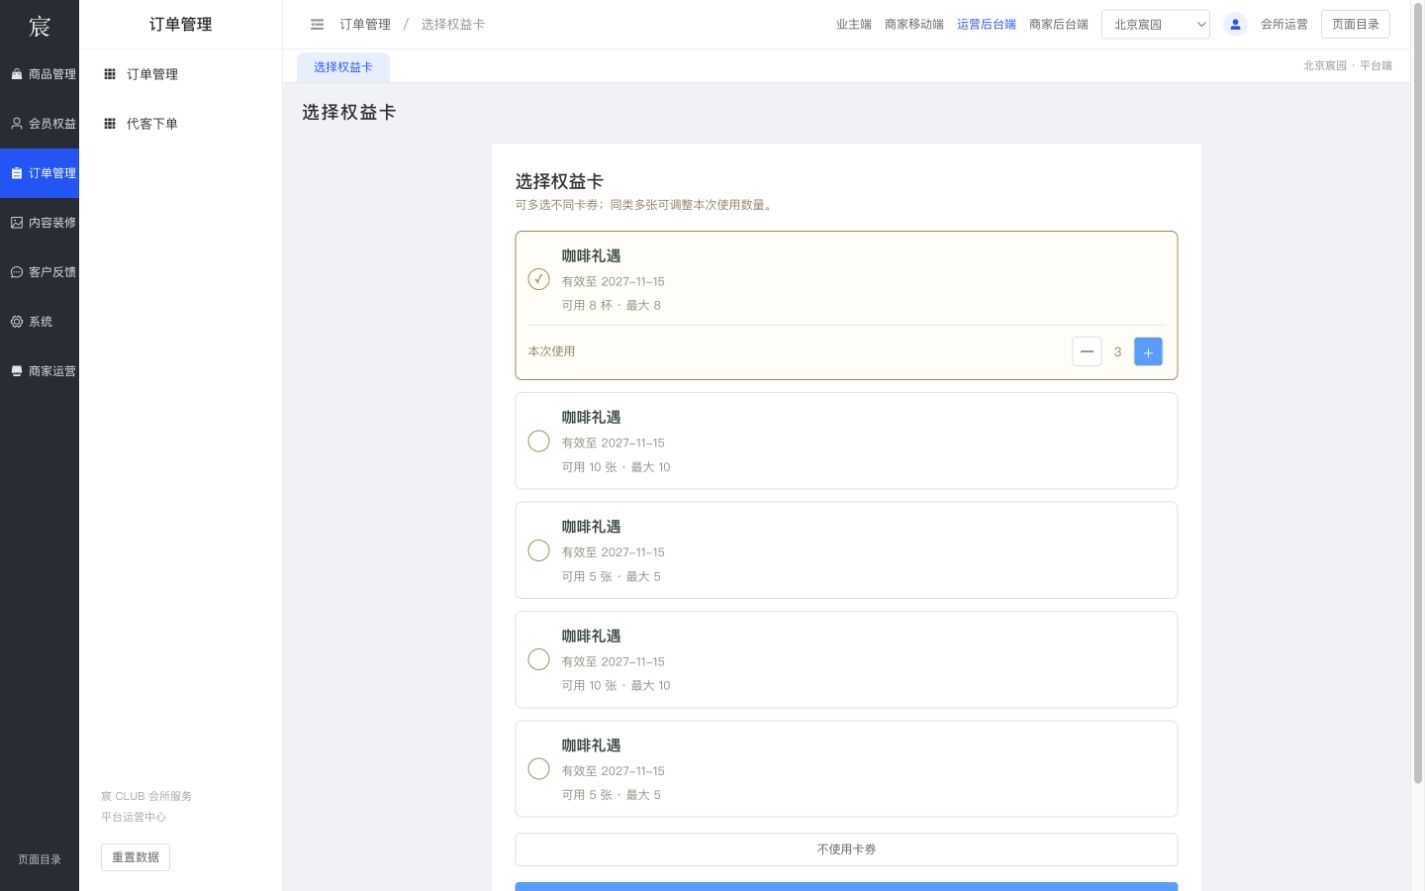 宸
商品管理
会员权益
订单管理
内容装修
客户反馈
系统
商家运营
页面目录
订单管理
订单管理
代客下单
宸 CLUB 会所服务
平台运营中心
重置数据
订单管理 / 选择权益卡
业主端 商家移动端 运营后台端 商家后台端 北京宸园 会所运营 页面目录
选择权益卡
北京宸园 · 平台端
选择权益卡
选择权益卡
可多选不同卡券；同类多张可调整本次使用数量。
咖啡礼遇
有效至 2027-11-15
可用 8 杯 · 最大 8
本次使用
— 3 +
咖啡礼遇
有效至 2027-11-15
可用 10 张 · 最大 10
咖啡礼遇
有效至 2027-11-15
可用 5 张 · 最大 5
咖啡礼遇
有效至 2027-11-15
可用 10 张 · 最大 10
咖啡礼遇
有效至 2027-11-15
可用 5 张 · 最大 5
不使用卡券